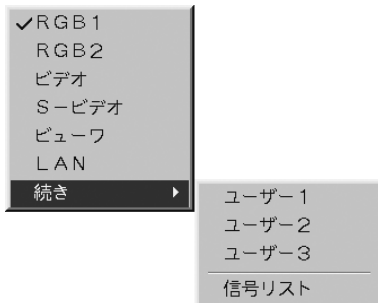 ✓RGB1
RGB2
ビデオ
S-ビデオ
ビューワ
LAN
続き
ユーザー1
ユーザー2
ユーザー3
信号リスト